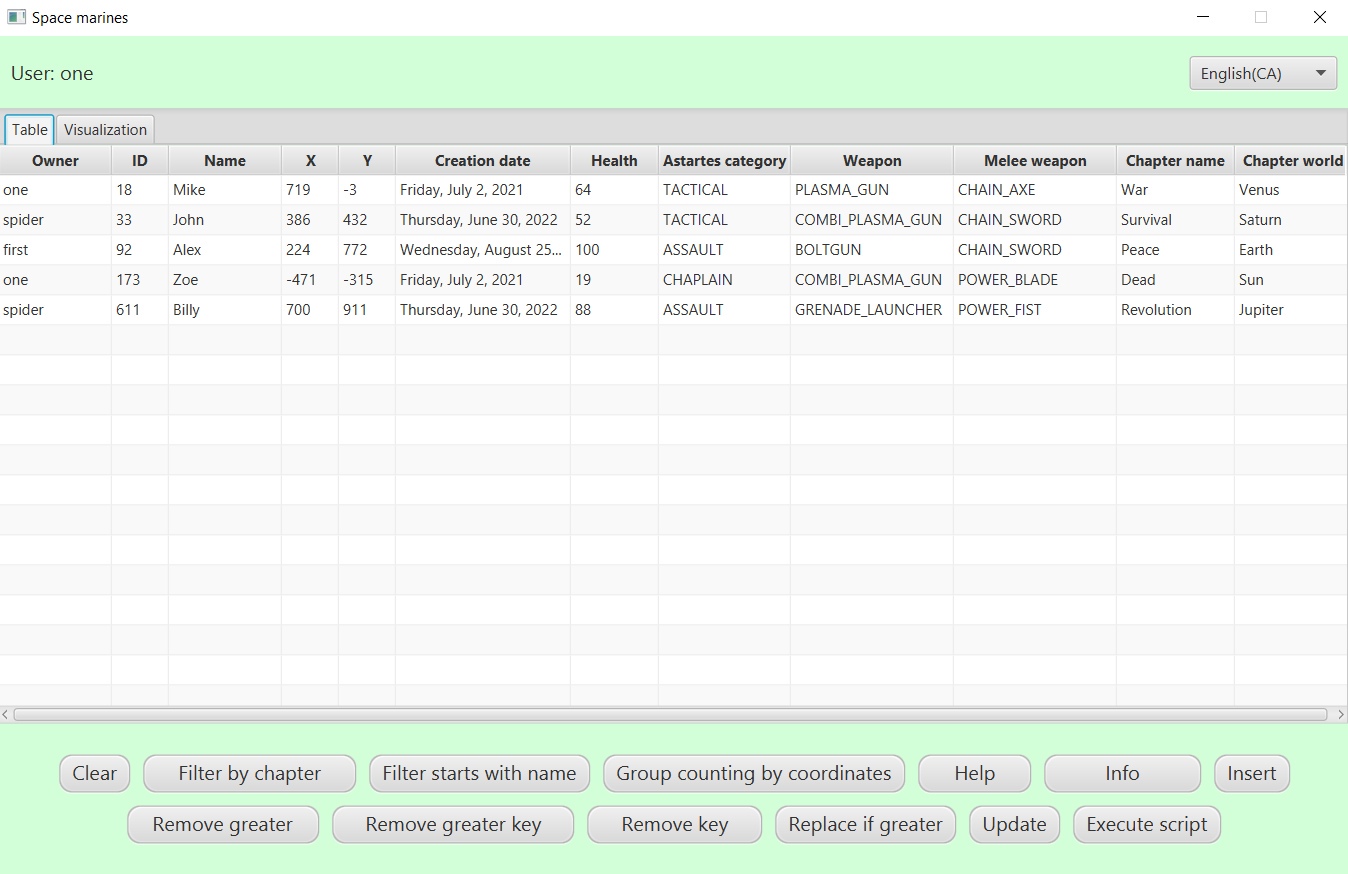 Space marines
User: one
English(CA)
Table Visualization
Owner ID Name X Y Creation date Health Astartes category Weapon Melee weapon Chapter name Chapter world
one 18 Mike 719 -3 Friday, July 2, 2021 64 TACTICAL PLASMA_GUN CHAIN_AXE War Venus
spider 33 John 386 432 Thursday, June 30, 2022 52 TACTICAL COMBI_PLASMA_GUN CHAIN_SWORD Survival Saturn
first 92 Alex 224 772 Wednesday, August 25... 100 ASSAULT BOLTGUN CHAIN_SWORD Peace Earth
one 173 Zoe -471 -315 Friday, July 2, 2021 19 CHAPLAIN COMBI_PLASMA_GUN POWER_BLADE Dead Sun
spider 611 Billy 700 911 Thursday, June 30, 2022 88 ASSAULT GRENADE_LAUNCHER POWER_FIST Revolution Jupiter
Clear Filter by chapter Filter starts with name Group counting by coordinates Help Info Insert
Remove greater Remove greater key Remove key Replace if greater Update Execute script